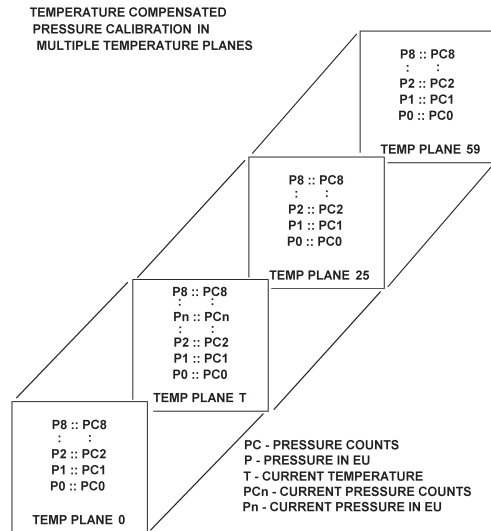 TEMPERATURE COMPENSATED
PRESSURE CALIBRATION IN
MULTIPLE TEMPERATURE PLANES
P8 :: PC8
: :
P2 :: PC2
P1 :: PC1
P0 :: PC0
TEMP PLANE 59
P8 :: PC8
: :
P2 :: PC2
P1 :: PC1
P0 :: PC0
TEMP PLANE 25
P8 :: PC8
: :
Pn :: PCn
: :
P2 :: PC2
P1 :: PC1
P0 :: PC0
TEMP PLANE T
P8 :: PC8
: :
P2 :: PC2
P1 :: PC1
P0 :: PC0
TEMP PLANE 0
PC - PRESSURE COUNTS
P - PRESSURE IN EU
T - CURRENT TEMPERATURE
PCn - CURRENT PRESSURE COUNTS
Pn - CURRENT PRESSURE IN EU